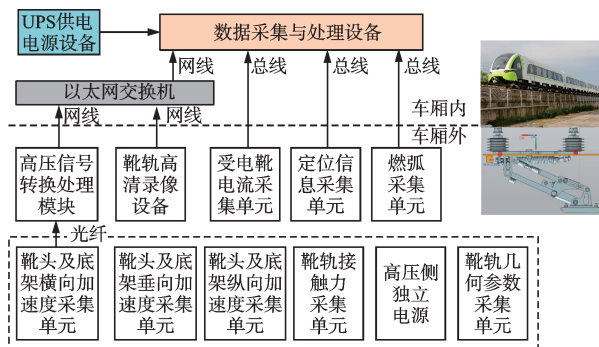 UPS供电
电源设备
数据采集与处理设备
网线
总线
总线
总线
以太网交换机
网线
网线
车厢内
车厢外
高压信号
转换处理
模块
靴轨高
清录像
设备
受电靴
电流采
集单元
定位信
息采集
单元
燃弧
采集
单元
光纤
靴头及底
架横向加
速度采集
单元
靴头及底
架垂向加
速度采集
单元
靴头及底
架纵向加
速度采集
单元
靴轨接
触力
采集
单元
高压侧
独立
电源
靴轨几
何参数
采集
单元